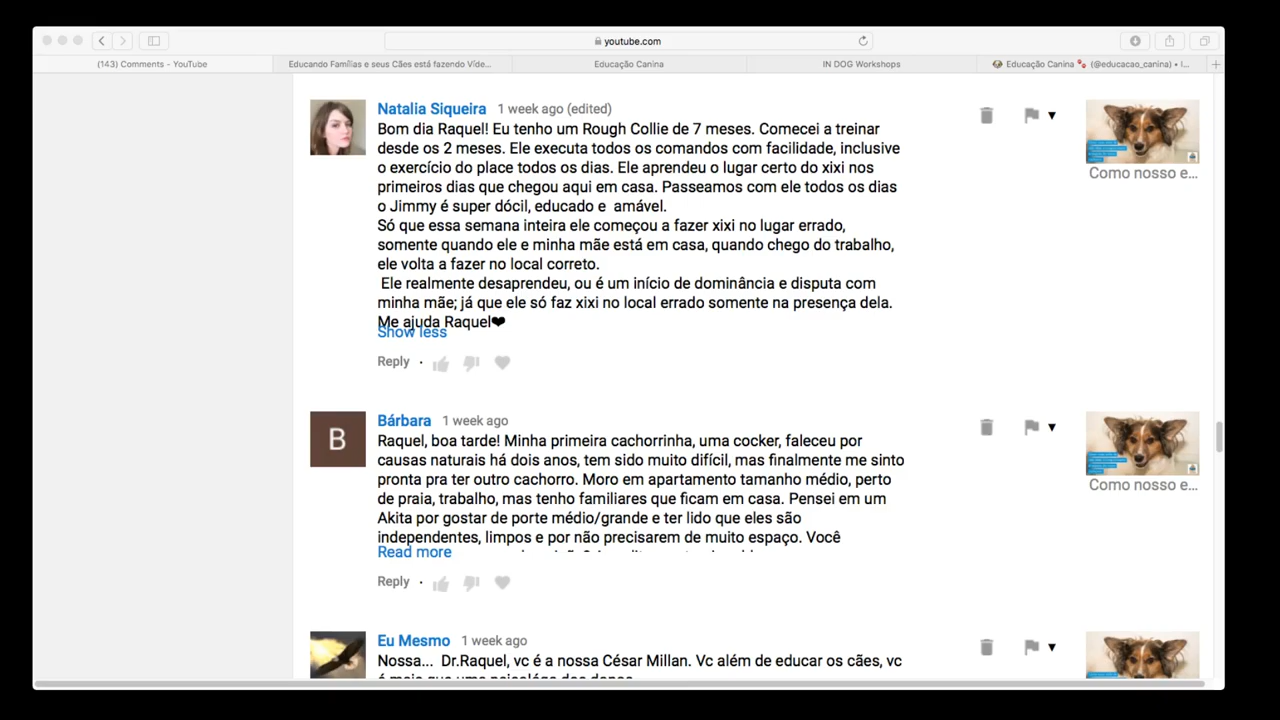 youtube.com
(143) Comments - YouTube
Educando Famílias e seus Cães está fazendo Víde...
Educação Canina
IN DOG Workshops
Educação Canina 🐾 (@educacao_canina) • I...
Natalia Siqueira 1 week ago (edited)
Bom dia Raquel! Eu tenho um Rough Collie de 7 meses. Comecei a treinar
desde os 2 meses. Ele executa todos os comandos com facilidade, inclusive
o exercício do place todos os dias. Ele aprendeu o lugar certo do xixi nos
primeiros dias que chegou aqui em casa. Passeamos com ele todos os dias
o Jimmy é super dócil, educado e amável.
Só que essa semana inteira ele começou a fazer xixi no lugar errado,
somente quando ele e minha mãe está em casa, quando chego do trabalho,
ele volta a fazer no local correto.
Ele realmente desaprendeu, ou é um início de dominância e disputa com
minha mãe; já que ele só faz xixi no local errado somente na presença dela.
Me ajuda Raquel❤
Show less
Reply
Como nosso e...
B
Bárbara 1 week ago
Raquel, boa tarde! Minha primeira cachorrinha, uma cocker, faleceu por
causas naturais há dois anos, tem sido muito difícil, mas finalmente me sinto
pronta pra ter outro cachorro. Moro em apartamento tamanho médio, perto
de praia, trabalho, mas tenho familiares que ficam em casa. Pensei em um
Akita por gostar de porte médio/grande e ter lido que eles são
independentes, limpos e por não precisarem de muito espaço. Você
Read more
Reply
Como nosso e...
Eu Mesmo 1 week ago
Nossa... Dr.Raquel, vc é a nossa César Millan. Vc além de educar os cães, vc